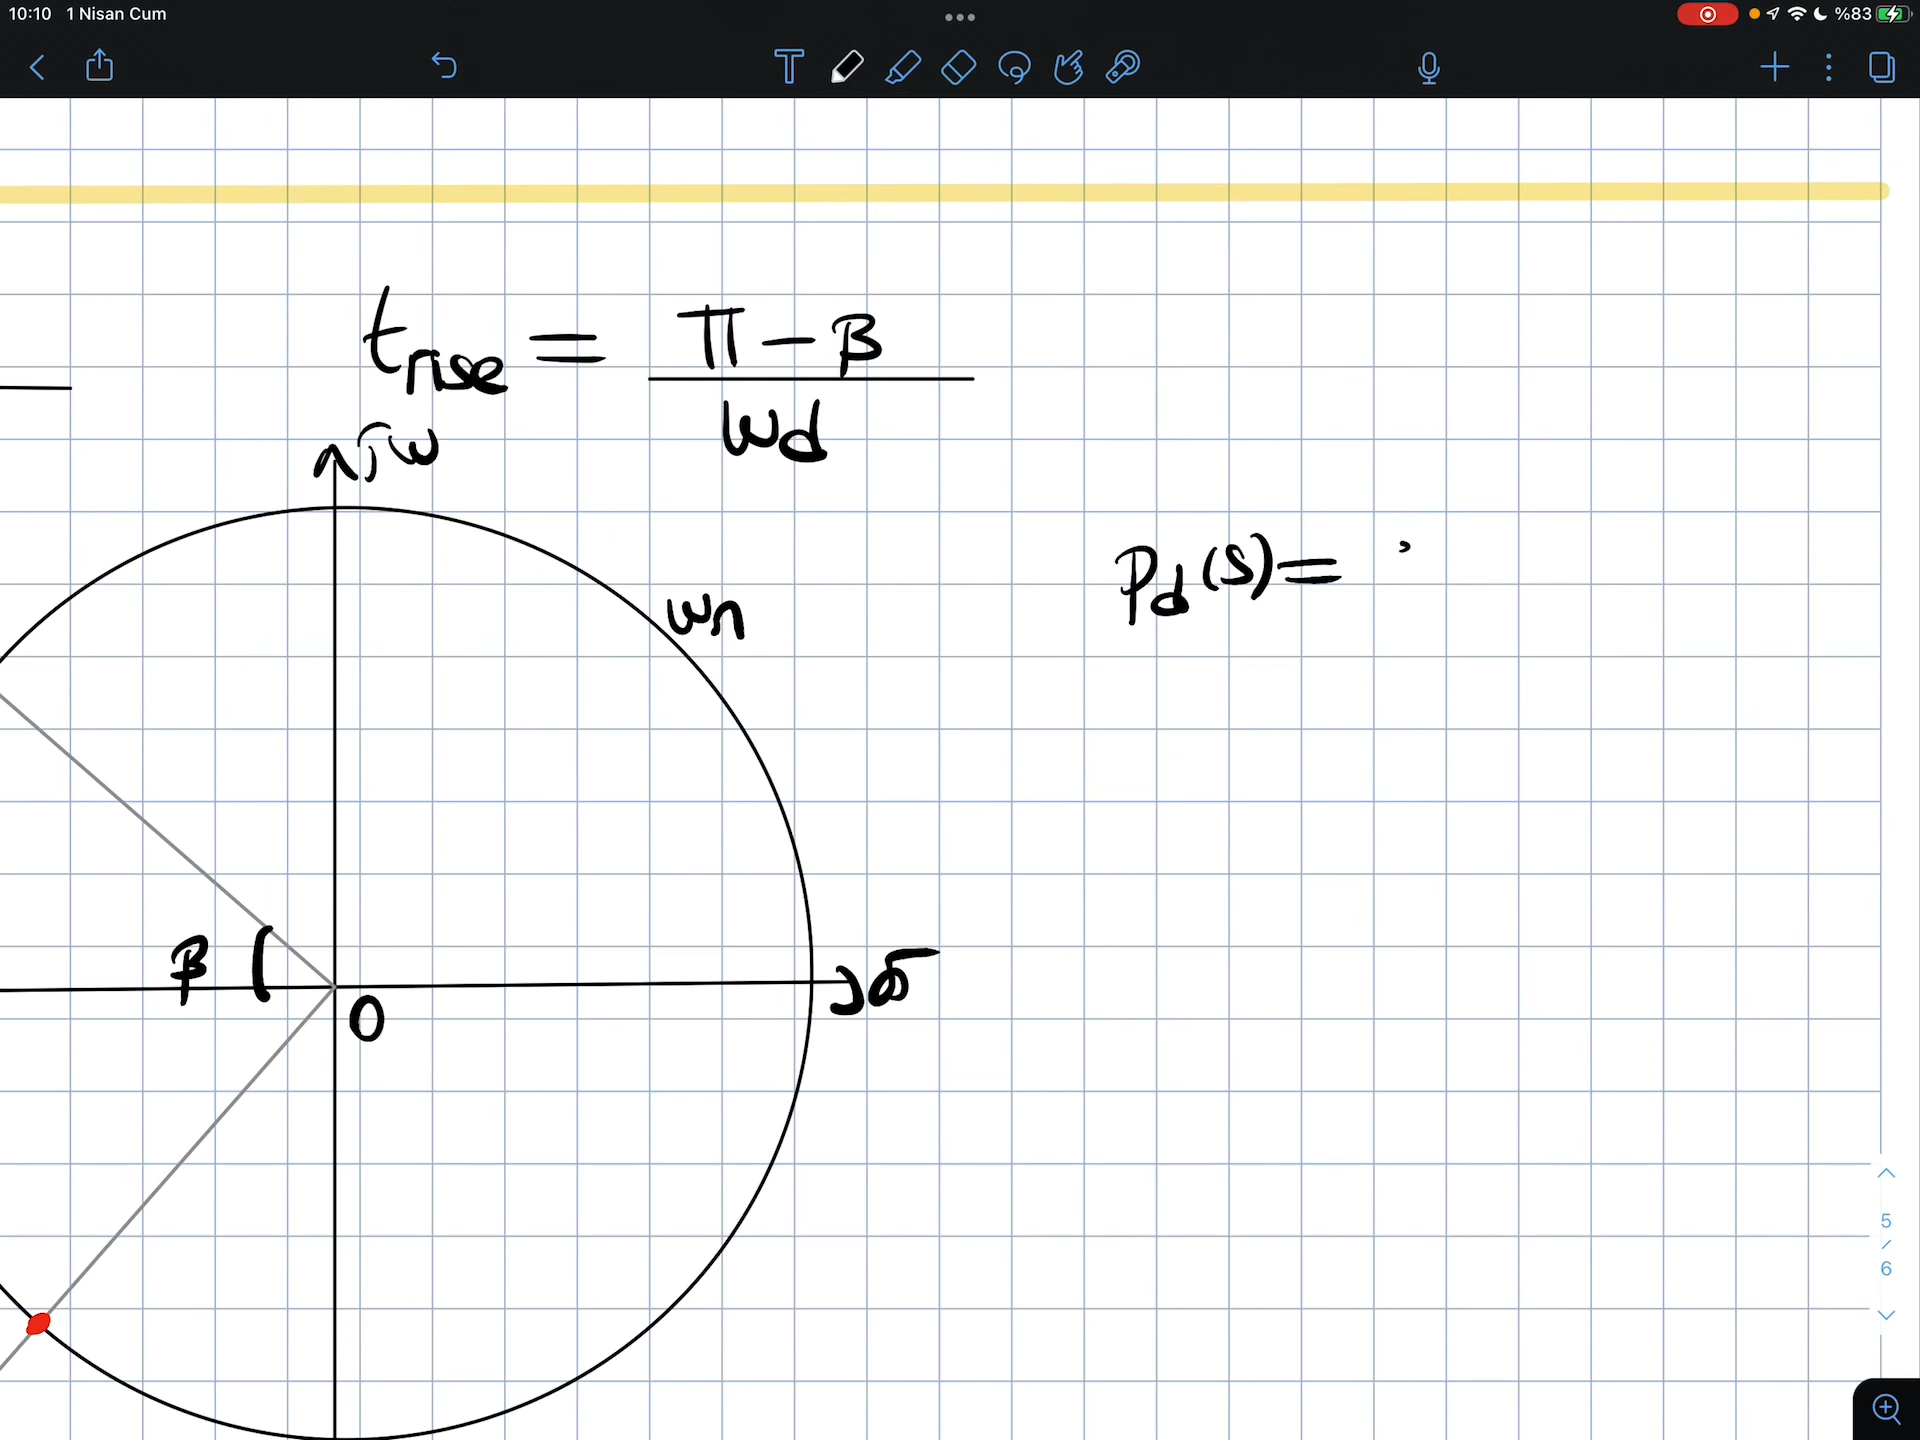 10:10 1 Nisan Cum
%83
t_rise = π - β
ωd
jω
ωn
Pd(s) =
β
0
σ
5
/
6